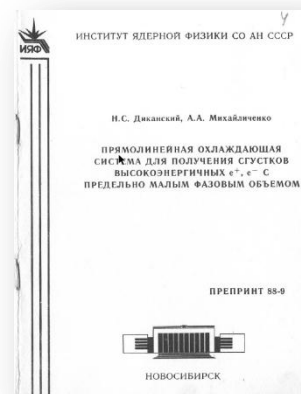 ИЯФ
ИНСТИТУТ ЯДЕРНОЙ ФИЗИКИ СО АН СССР
Н.С. Диканский, А.А. Михайличенко
ПРЯМОЛИНЕЙНАЯ ОХЛАЖДАЮЩАЯ
СИСТЕМА ДЛЯ ПОЛУЧЕНИЯ СГУСТКОВ
ВЫСОКОЭНЕРГИЧНЫХ e⁺, e⁻ С
ПРЕДЕЛЬНО МАЛЫМ ФАЗОВЫМ ОБЪЕМОМ
ПРЕПРИНТ 88-9
НОВОСИБИРСК